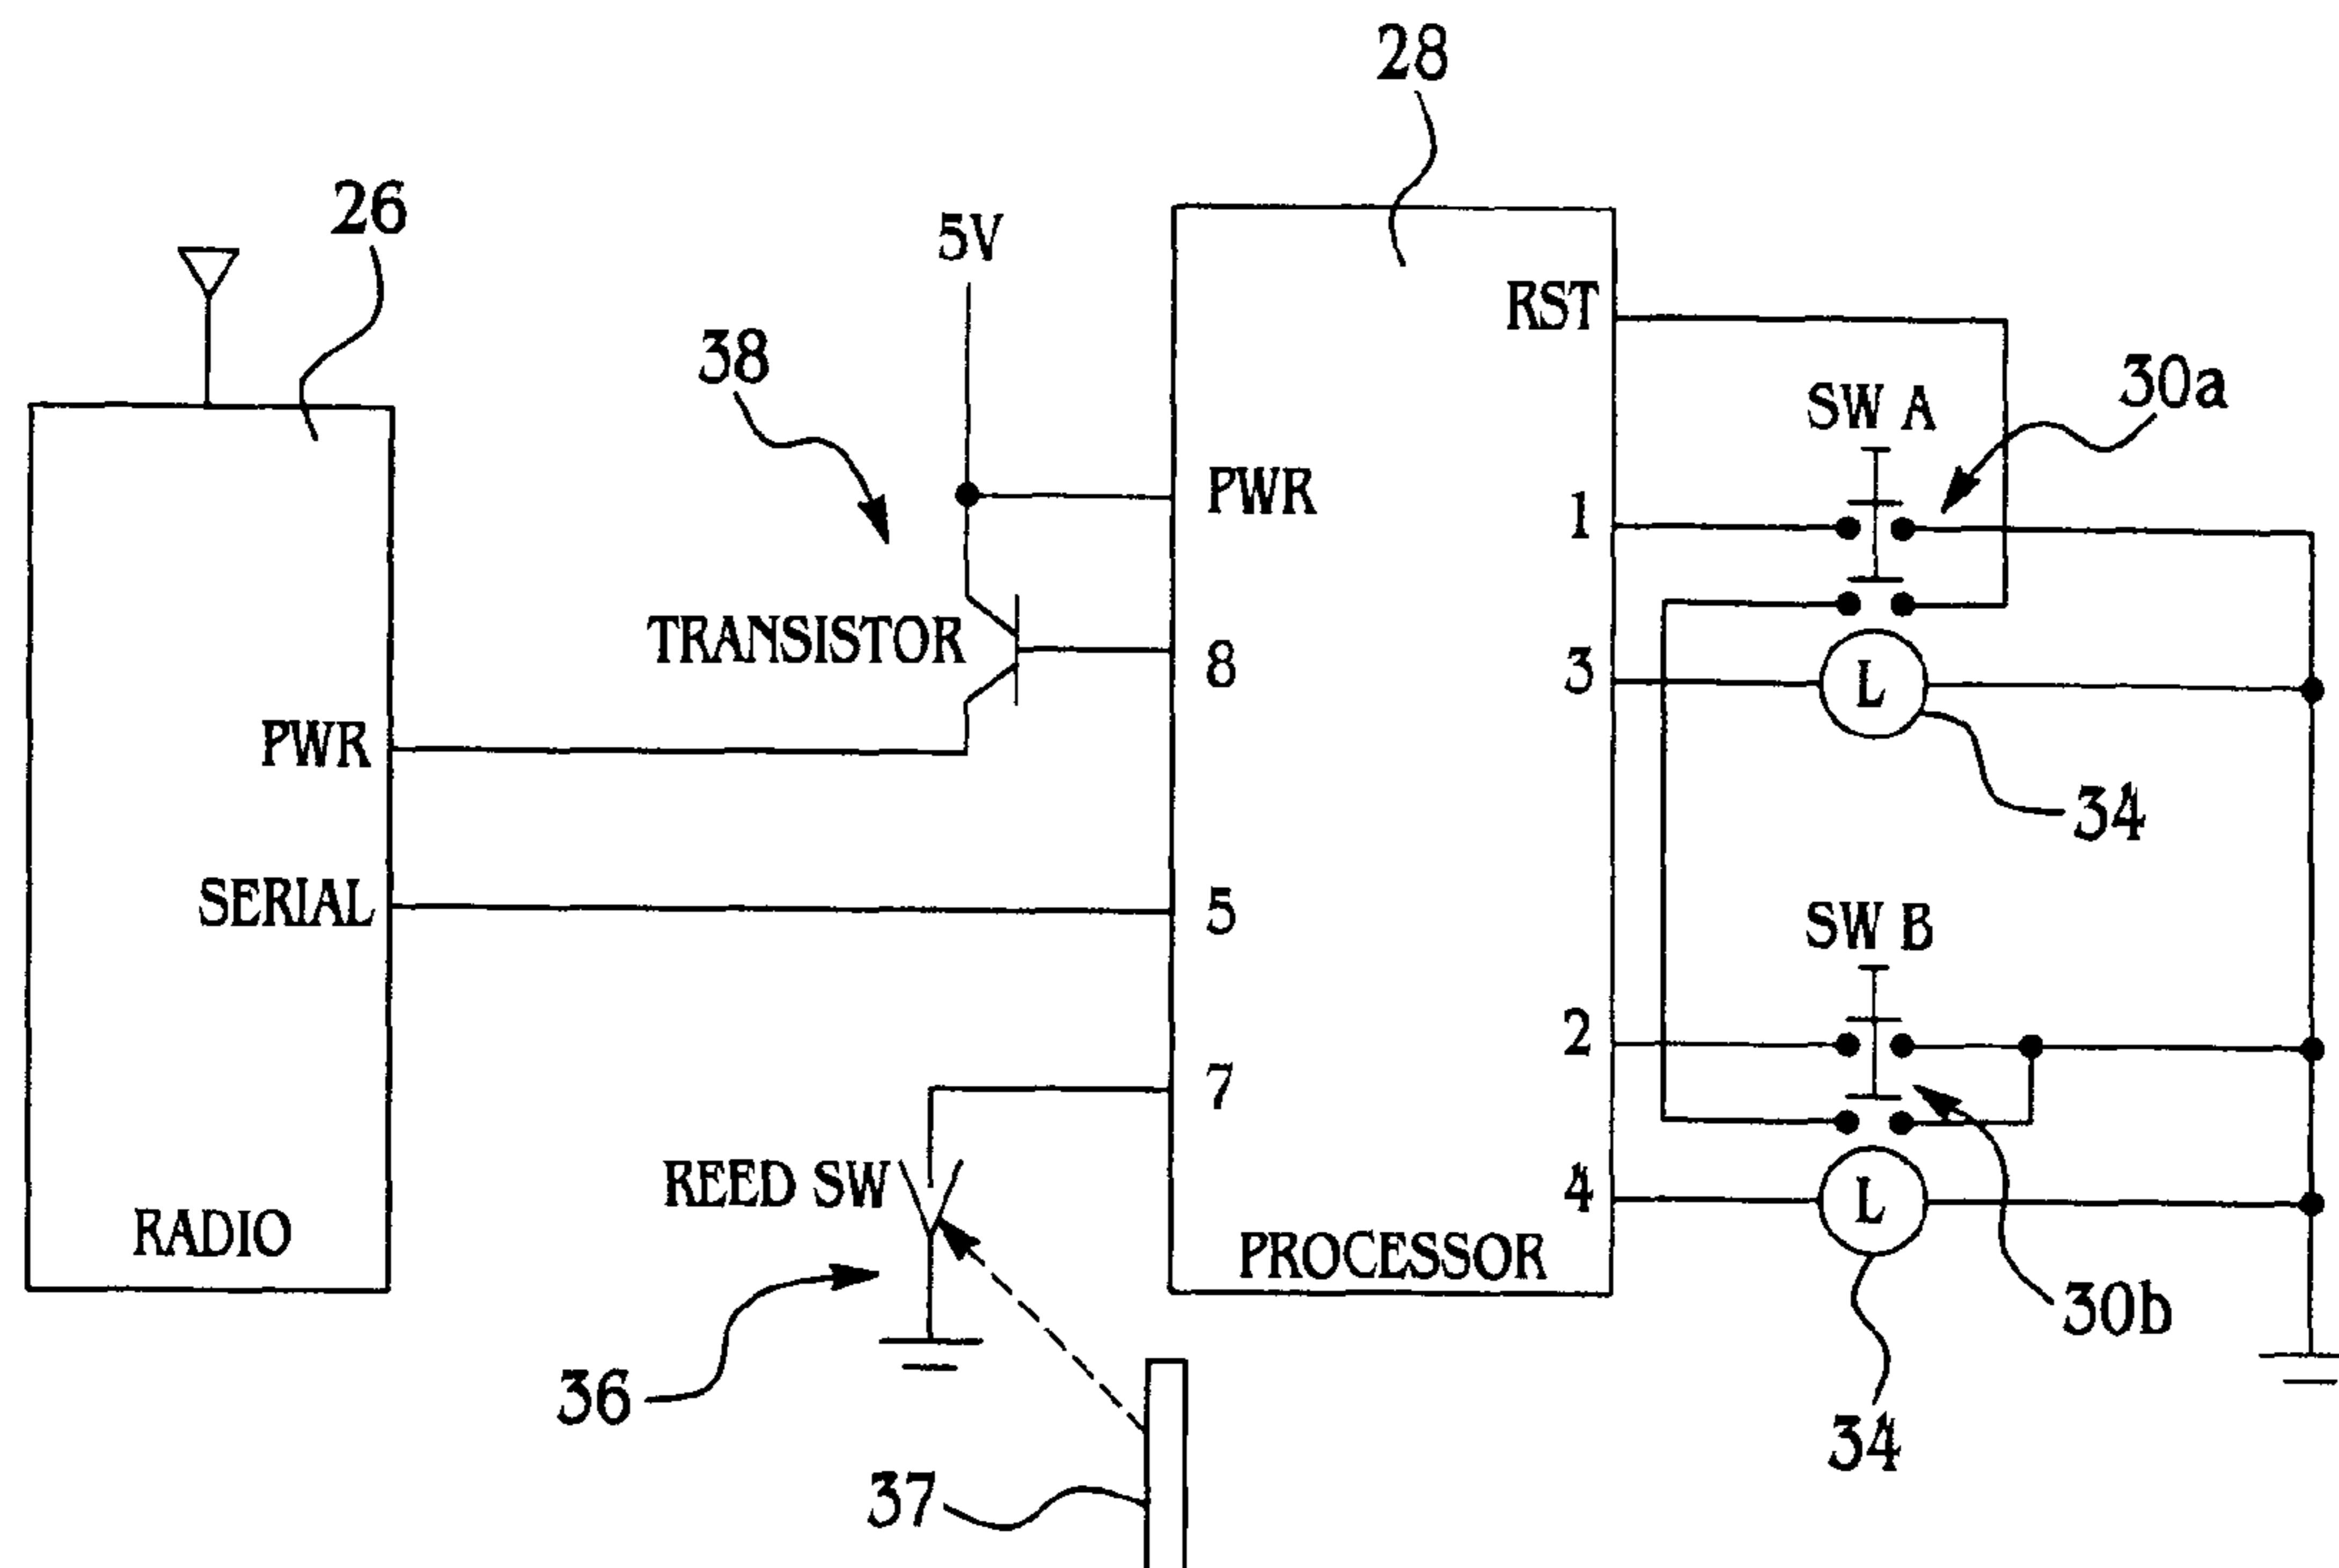 28
26
5V
RST
38
SW A
30a
PWR
1
TRANSISTOR
8
3
PWR
34
SERIAL
5
SW B
2
7
REED SW
4
RADIO
PROCESSOR
L
L
30b
36
34
37